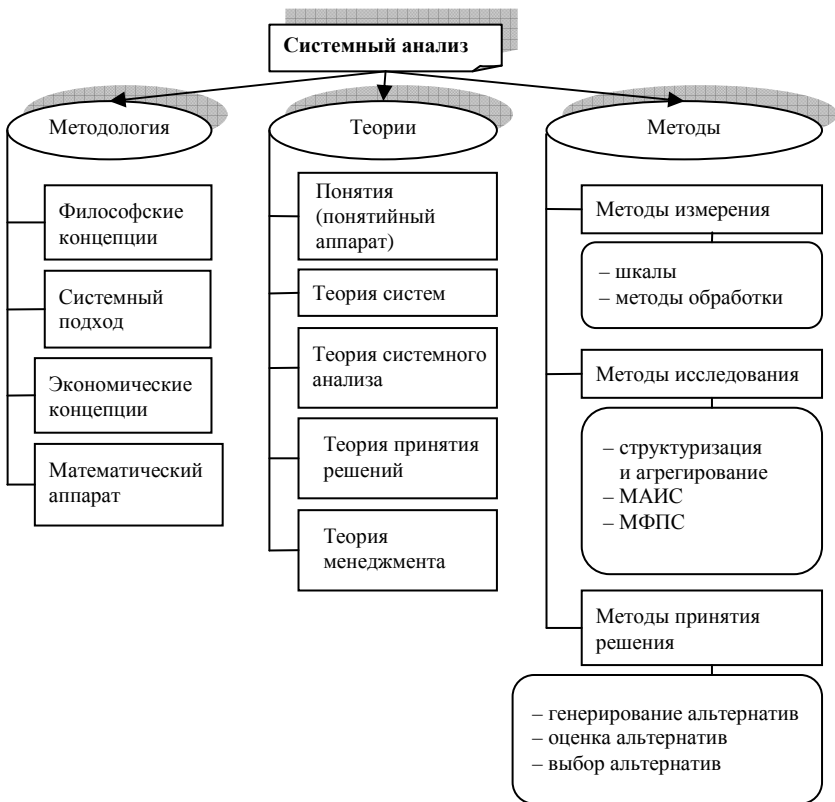 Системный анализ
Методология
Философские
концепции
Системный
подход
Экономические
концепции
Математический
аппарат
Теории
Понятия
(понятийный
аппарат)
Теория систем
Теория системного
анализа
Теория принятия
решений
Теория
менеджмента
Методы
Методы измерения
– шкалы
– методы обработки
Методы исследования
– структуризация
и агрегирование
– МАИС
– МФПС
Методы принятия
решения
– генерирование альтернатив
– оценка альтернатив
– выбор альтернатив